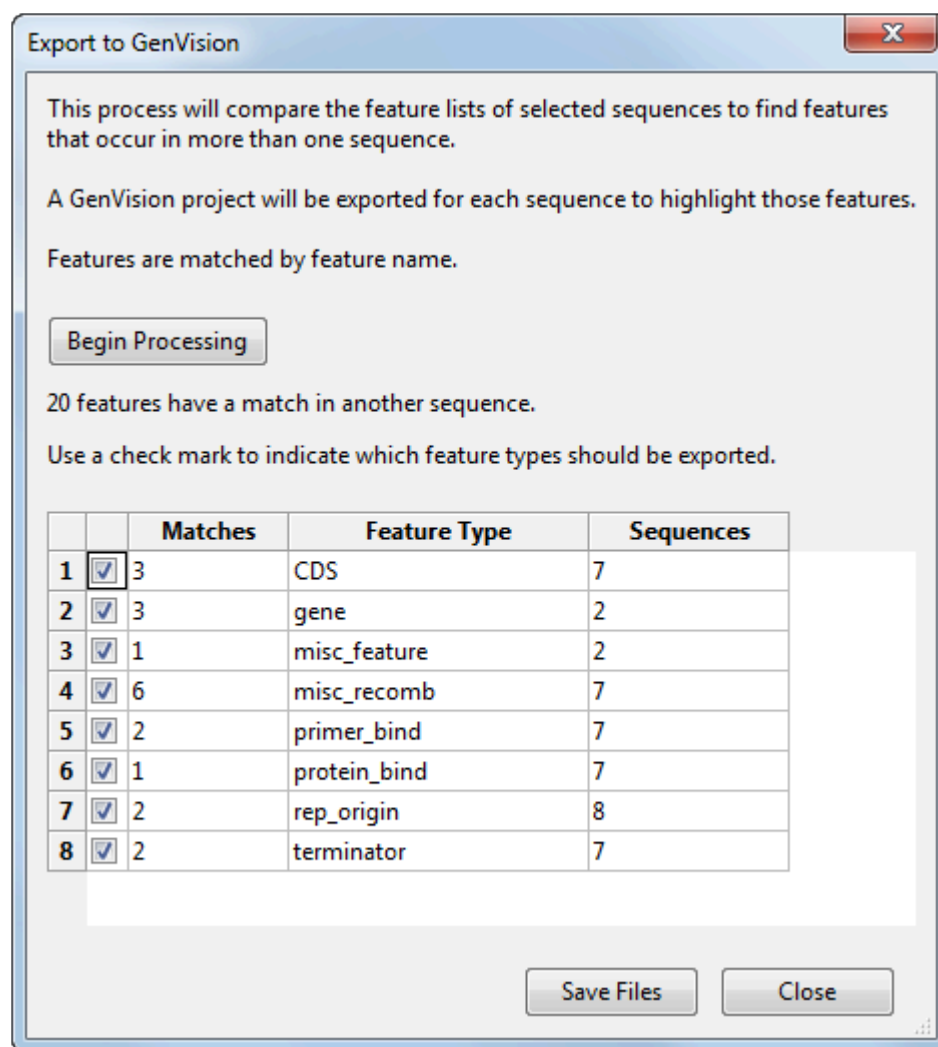 Export to GenVision
This process will compare the feature lists of selected sequences to find features
that occur in more than one sequence.
A GenVision project will be exported for each sequence to highlight those features.
Features are matched by feature name.
Begin Processing
20 features have a match in another sequence.
Use a check mark to indicate which feature types should be exported.
Matches Feature Type Sequences
1 3 CDS 7
2 3 gene 2
3 1 misc_feature 2
4 6 misc_recomb 7
5 2 primer_bind 7
6 1 protein_bind 7
7 2 rep_origin 8
8 2 terminator 7
Save Files Close